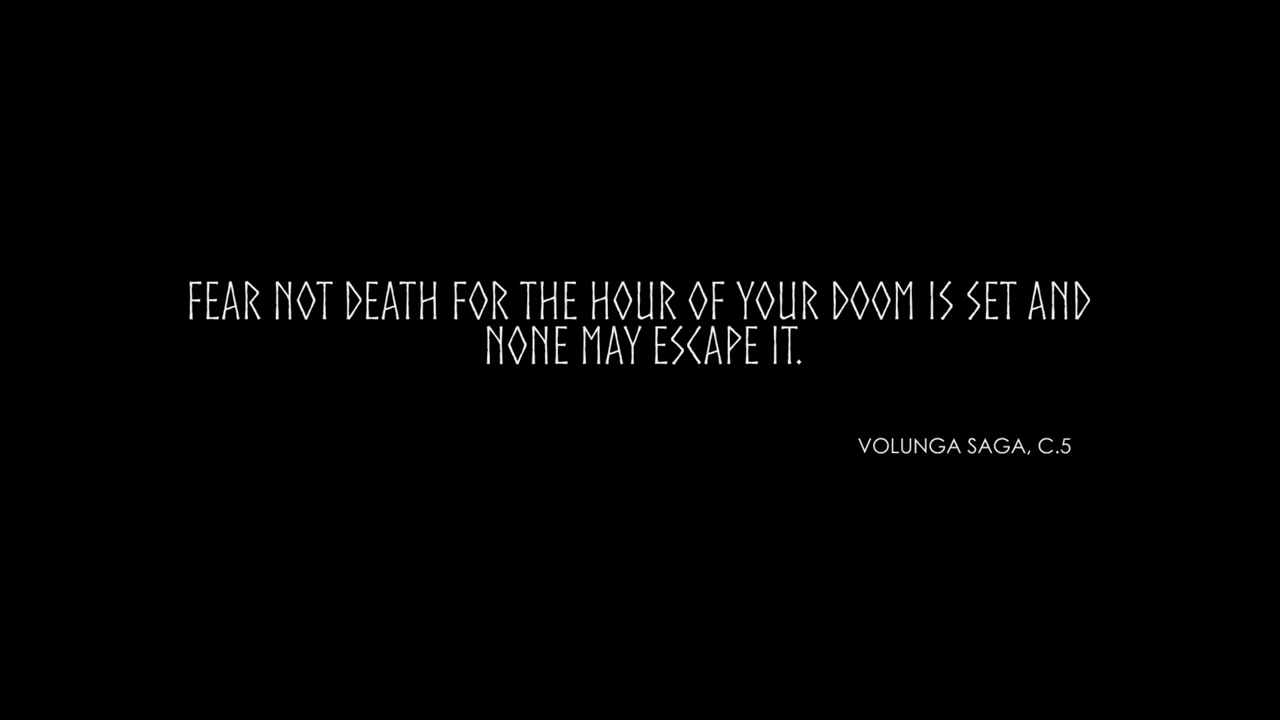 FEAR NOT DEATH FOR THE HOUR OF YOUR DOOM IS SET AND
NONE MAY ESCAPE IT.
VOLUNGA SAGA, C.5